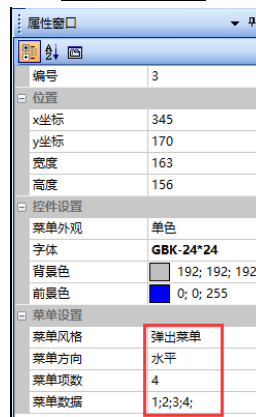 属性窗口
编号 3
位置
x坐标 345
y坐标 170
宽度 163
高度 156
控件设置
菜单外观 单色
字体 GBK-24*24
背景色 192; 192; 192
前景色 0; 0; 255
菜单设置
菜单风格 弹出菜单
菜单方向 水平
菜单项数 4
菜单数据 1;2;3;4;